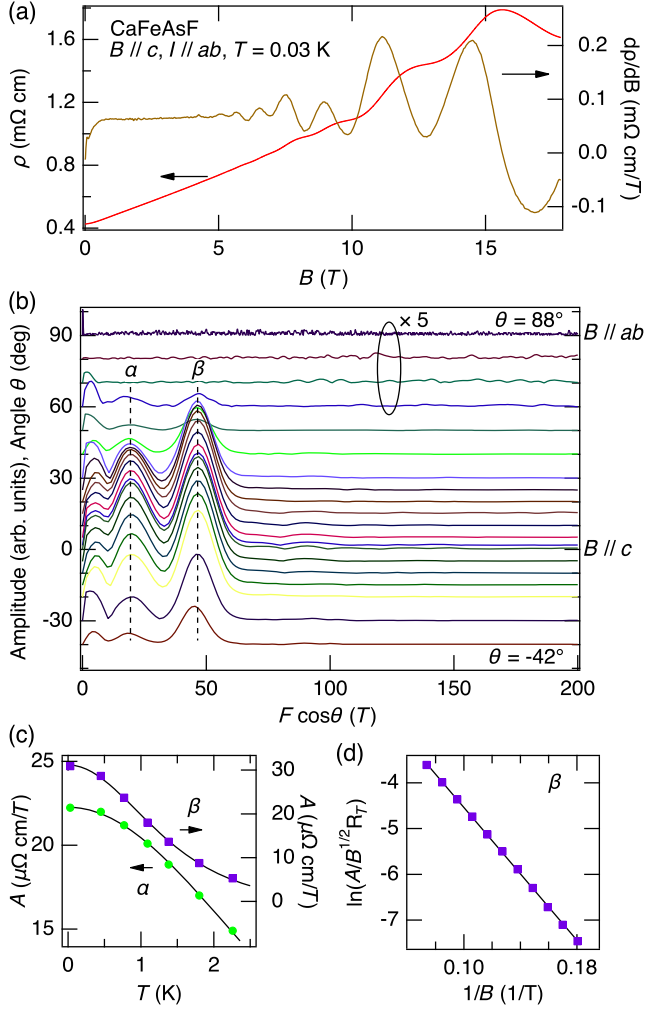 (a)
CaFeAsF
B // c, I // ab, T = 0.03 K
1.6
1.2
0.8
0.4
ρ (mΩ cm)
0.2
0.1
0.0
-0.1
dρ/dB (mΩ cm/T)
0
5
10
15
B (T)
(b)
× 5
θ = 88°
B // ab
α
β
B // c
θ = -42°
90
60
30
0
-30
Amplitude (arb. units), Angle θ (deg)
0
50
100
150
200
F cosθ (T)
(c)
25
20
15
A (μΩ cm/T)
30
20
10
0
A (μΩ cm/T)
β
α
0
1
2
T (K)
(d)
β
-4
-5
-6
-7
ln(A/B^1/2R_T)
0.10
0.18
1/B (1/T)